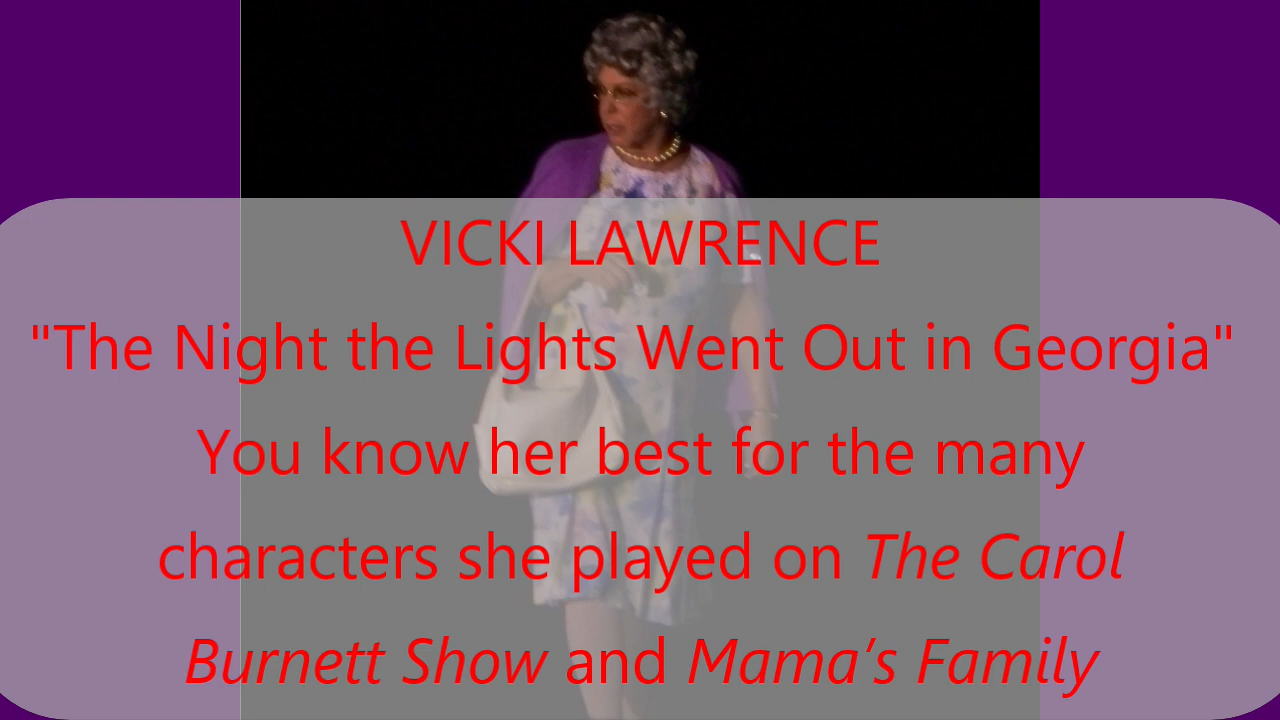 VICKI LAWRENCE
"The Night the Lights Went Out in Georgia"
You know her best for the many
characters she played on The Carol
Burnett Show and Mama’s Family